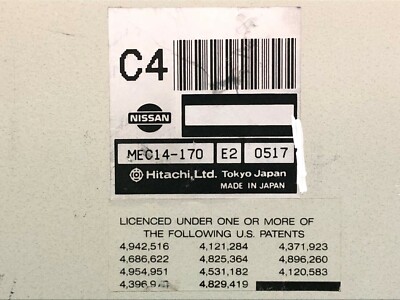 C4
NISSAN
MEC14-170 E2 0517
Hitachi, Ltd. Tokyo Japan
MADE IN JAPAN
LICENCED UNDER ONE OR MORE OF
THE FOLLOWING U.S. PATENTS
4,942,516 4,121,284 4,371,923
4,686,622 4,825,364 4,896,260
4,954,951 4,531,182 4,120,583
4,829,419